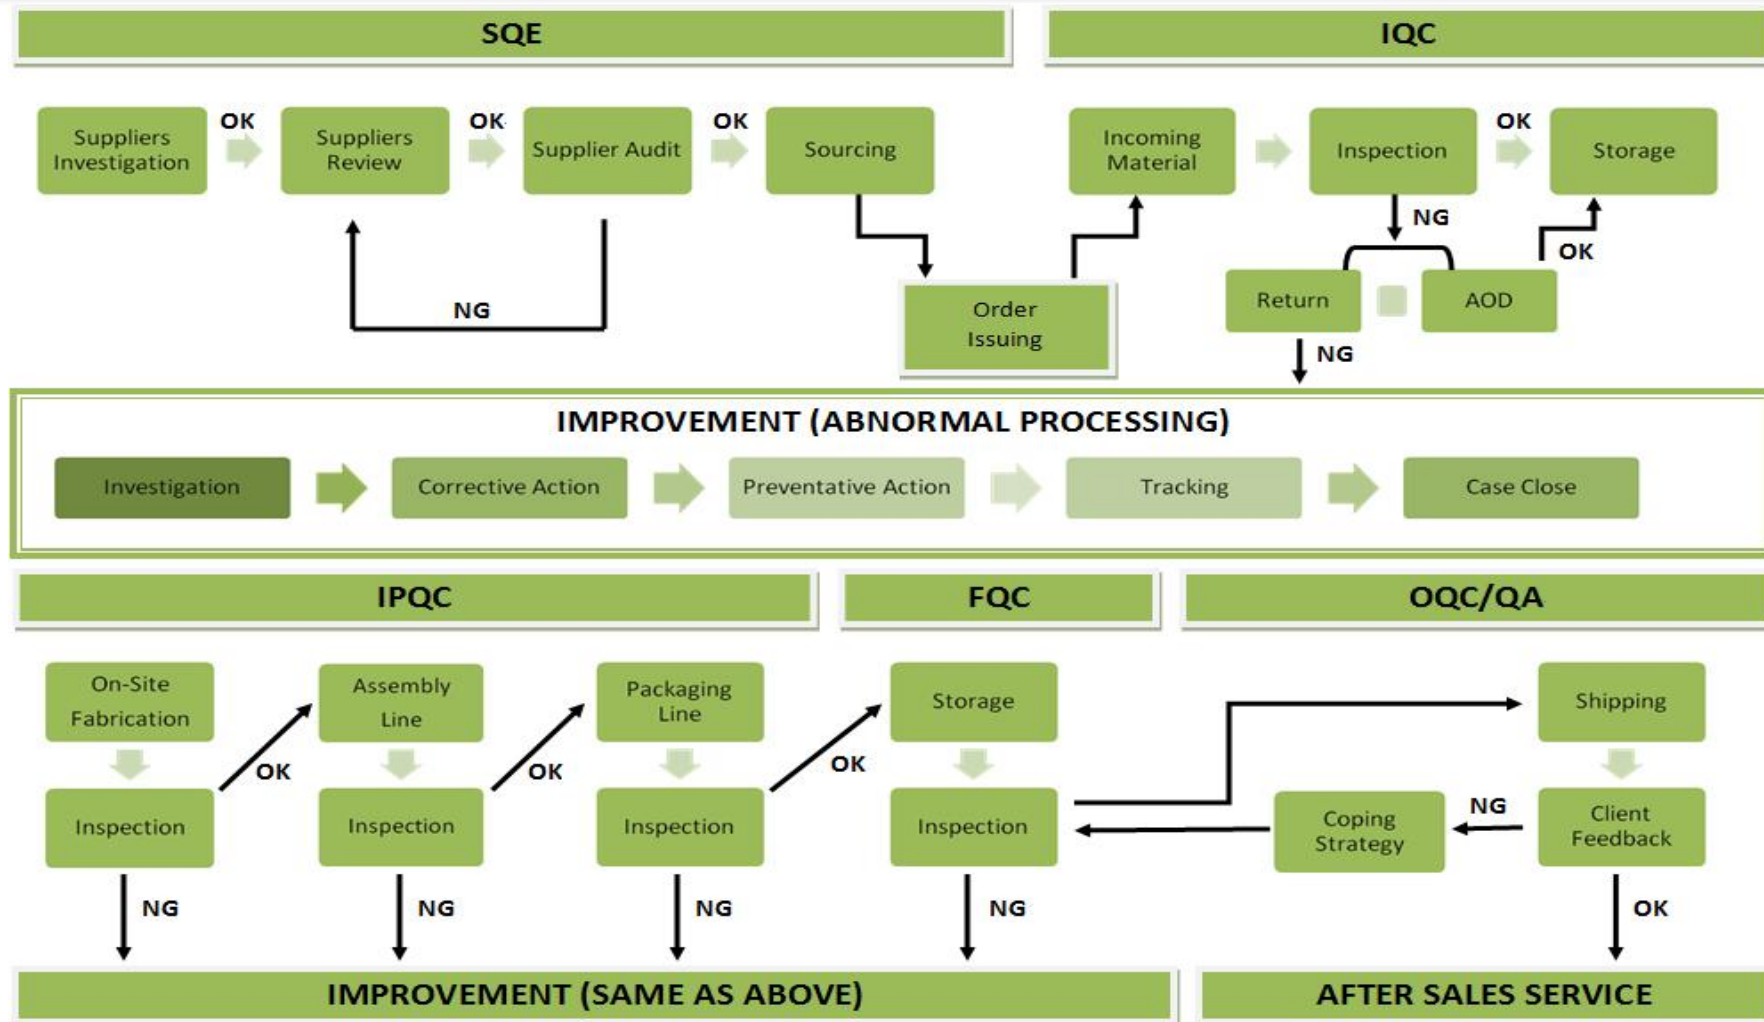 SQE
IQC
OK
OK
OK
OK
Suppliers
Investigation
Suppliers
Review
Supplier Audit
Sourcing
Incoming
Material
Inspection
Storage
NG
OK
NG
Order
Issuing
Return
AOD
NG
IMPROVEMENT (ABNORMAL PROCESSING)
Investigation
Corrective Action
Preventative Action
Tracking
Case Close
IPQC
FQC
OQC/QA
On-Site
Fabrication
Assembly
Line
Packaging
Line
Storage
Shipping
OK
OK
OK
Inspection
Inspection
Inspection
Inspection
Coping
Strategy
NG
Client
Feedback
NG
NG
NG
NG
OK
IMPROVEMENT (SAME AS ABOVE)
AFTER SALES SERVICE